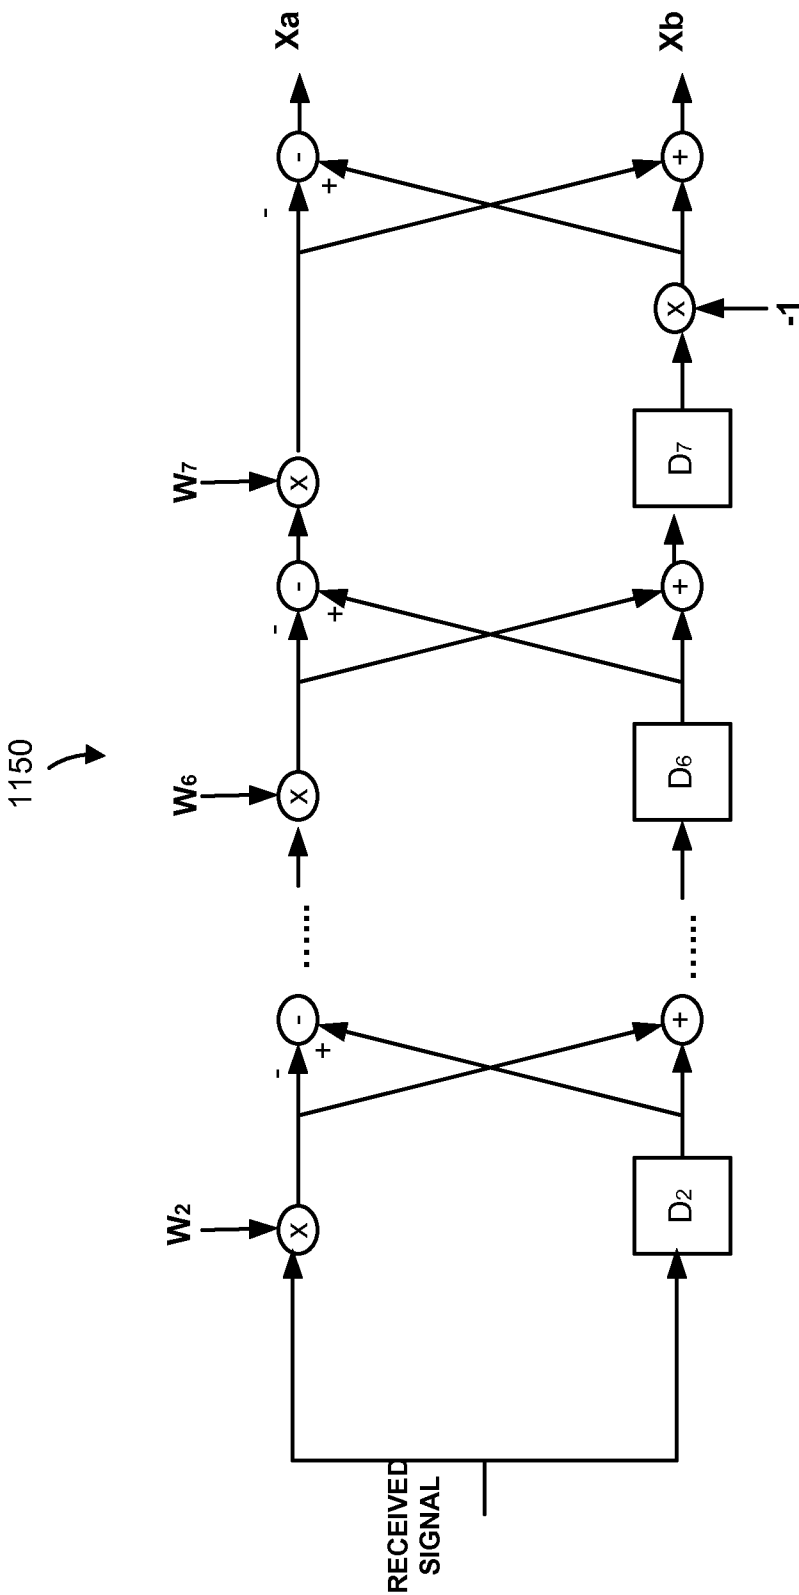 1150
RECEIVED
SIGNAL
W2
X
D2
-
+
-
+
......
......
W6
X
D6
-
+
-
+
W7
X
D7
X
-1
-
+
-
+
Xa
Xb